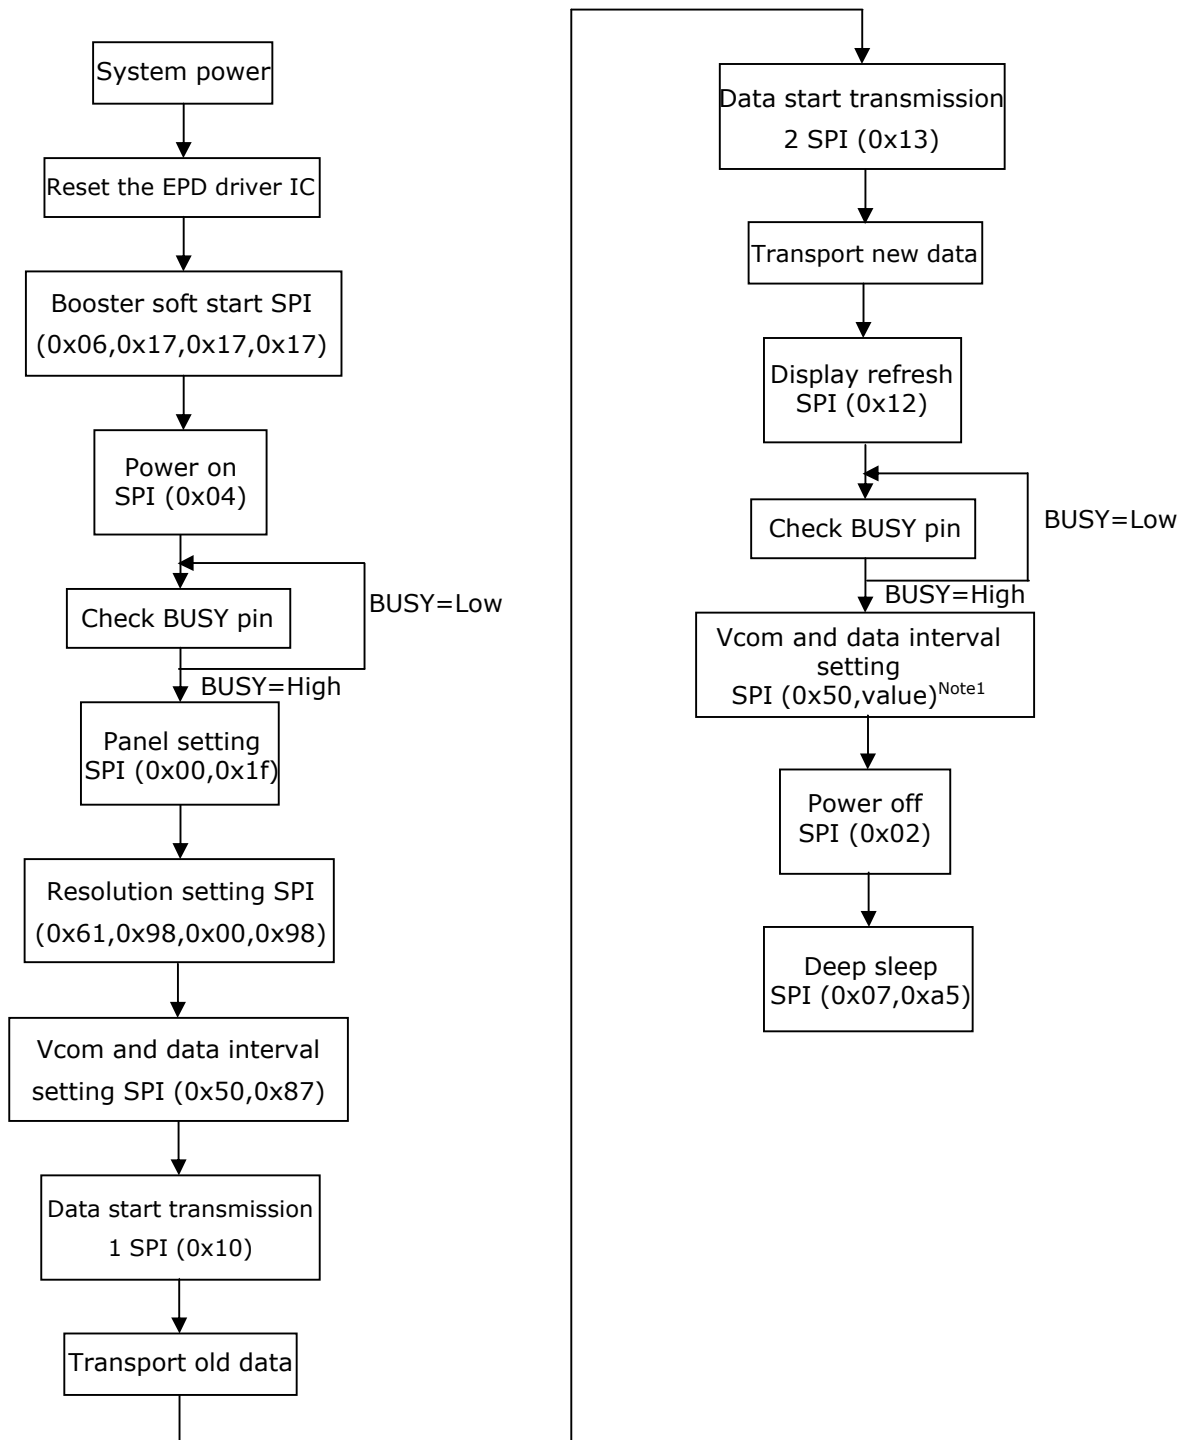 System power
Reset the EPD driver IC
Booster soft start SPI
(0x06,0x17,0x17,0x17)
Power on
SPI (0x04)
Check BUSY pin
BUSY=Low
BUSY=High
Panel setting
SPI (0x00,0x1f)
Resolution setting SPI
(0x61,0x98,0x00,0x98)
Vcom and data interval
setting SPI (0x50,0x87)
Data start transmission
1 SPI (0x10)
Transport old data
Data start transmission
2 SPI (0x13)
Transport new data
Display refresh
SPI (0x12)
Check BUSY pin
BUSY=Low
BUSY=High
Vcom and data interval
setting
SPI (0x50,value)Note1
Power off
SPI (0x02)
Deep sleep
SPI (0x07,0xa5)